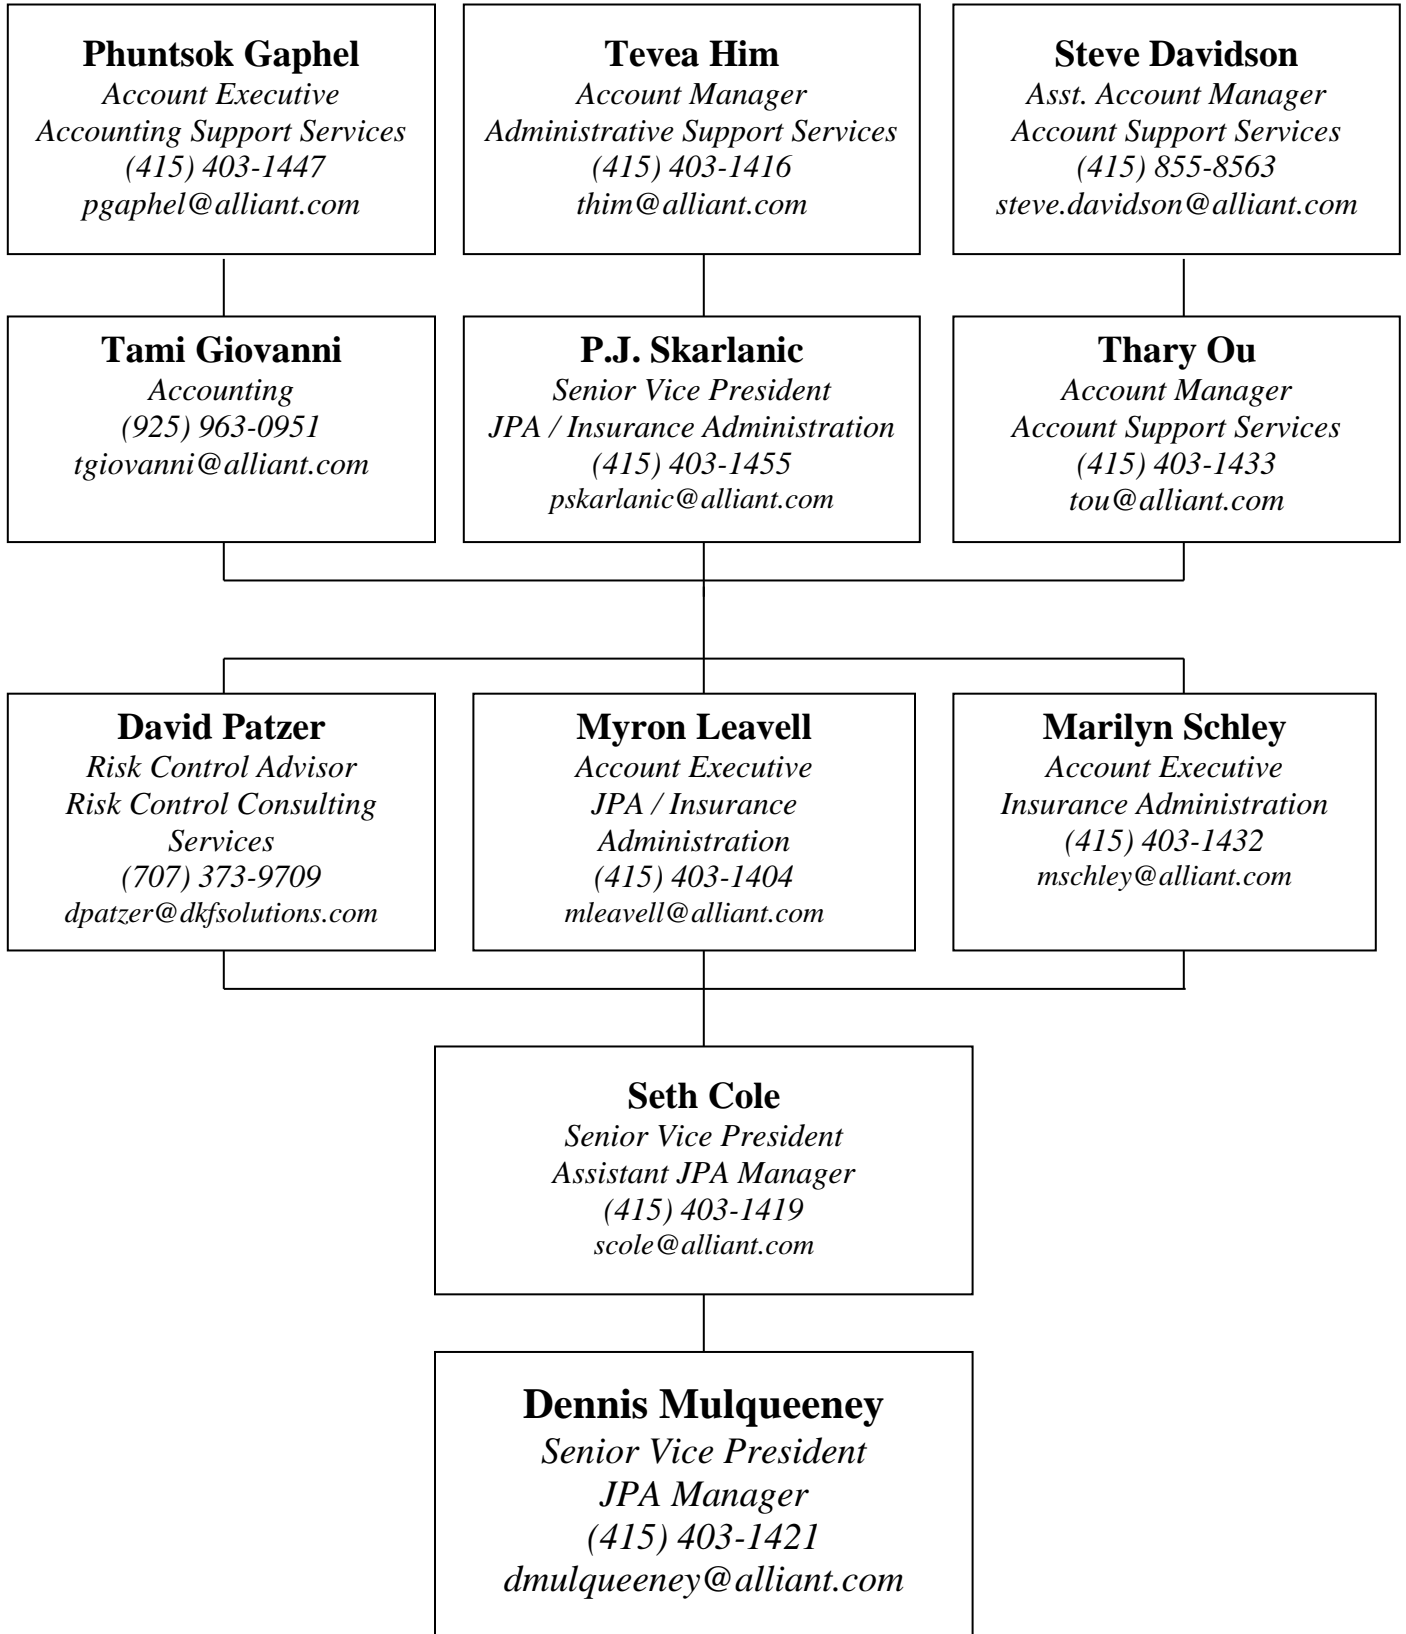 Phuntsok Gaphel
Account Executive
Accounting Support Services
(415) 403-1447
pgaphel@alliant.com
Tevea Him
Account Manager
Administrative Support Services
(415) 403-1416
thim@alliant.com
Steve Davidson
Asst. Account Manager
Account Support Services
(415) 855-8563
steve.davidson@alliant.com
Tami Giovanni
Accounting
(925) 963-0951
tgiovanni@alliant.com
P.J. Skarlanic
Senior Vice President
JPA / Insurance Administration
(415) 403-1455
pskarlanic@alliant.com
Thary Ou
Account Manager
Account Support Services
(415) 403-1433
tou@alliant.com
David Patzer
Risk Control Advisor
Risk Control Consulting
Services
(707) 373-9709
dpatzer@dkfsolutions.com
Myron Leavell
Account Executive
JPA / Insurance
Administration
(415) 403-1404
mleavell@alliant.com
Marilyn Schley
Account Executive
Insurance Administration
(415) 403-1432
mschley@alliant.com
Seth Cole
Senior Vice President
Assistant JPA Manager
(415) 403-1419
scole@alliant.com
Dennis Mulqueeney
Senior Vice President
JPA Manager
(415) 403-1421
dmulqueeney@alliant.com